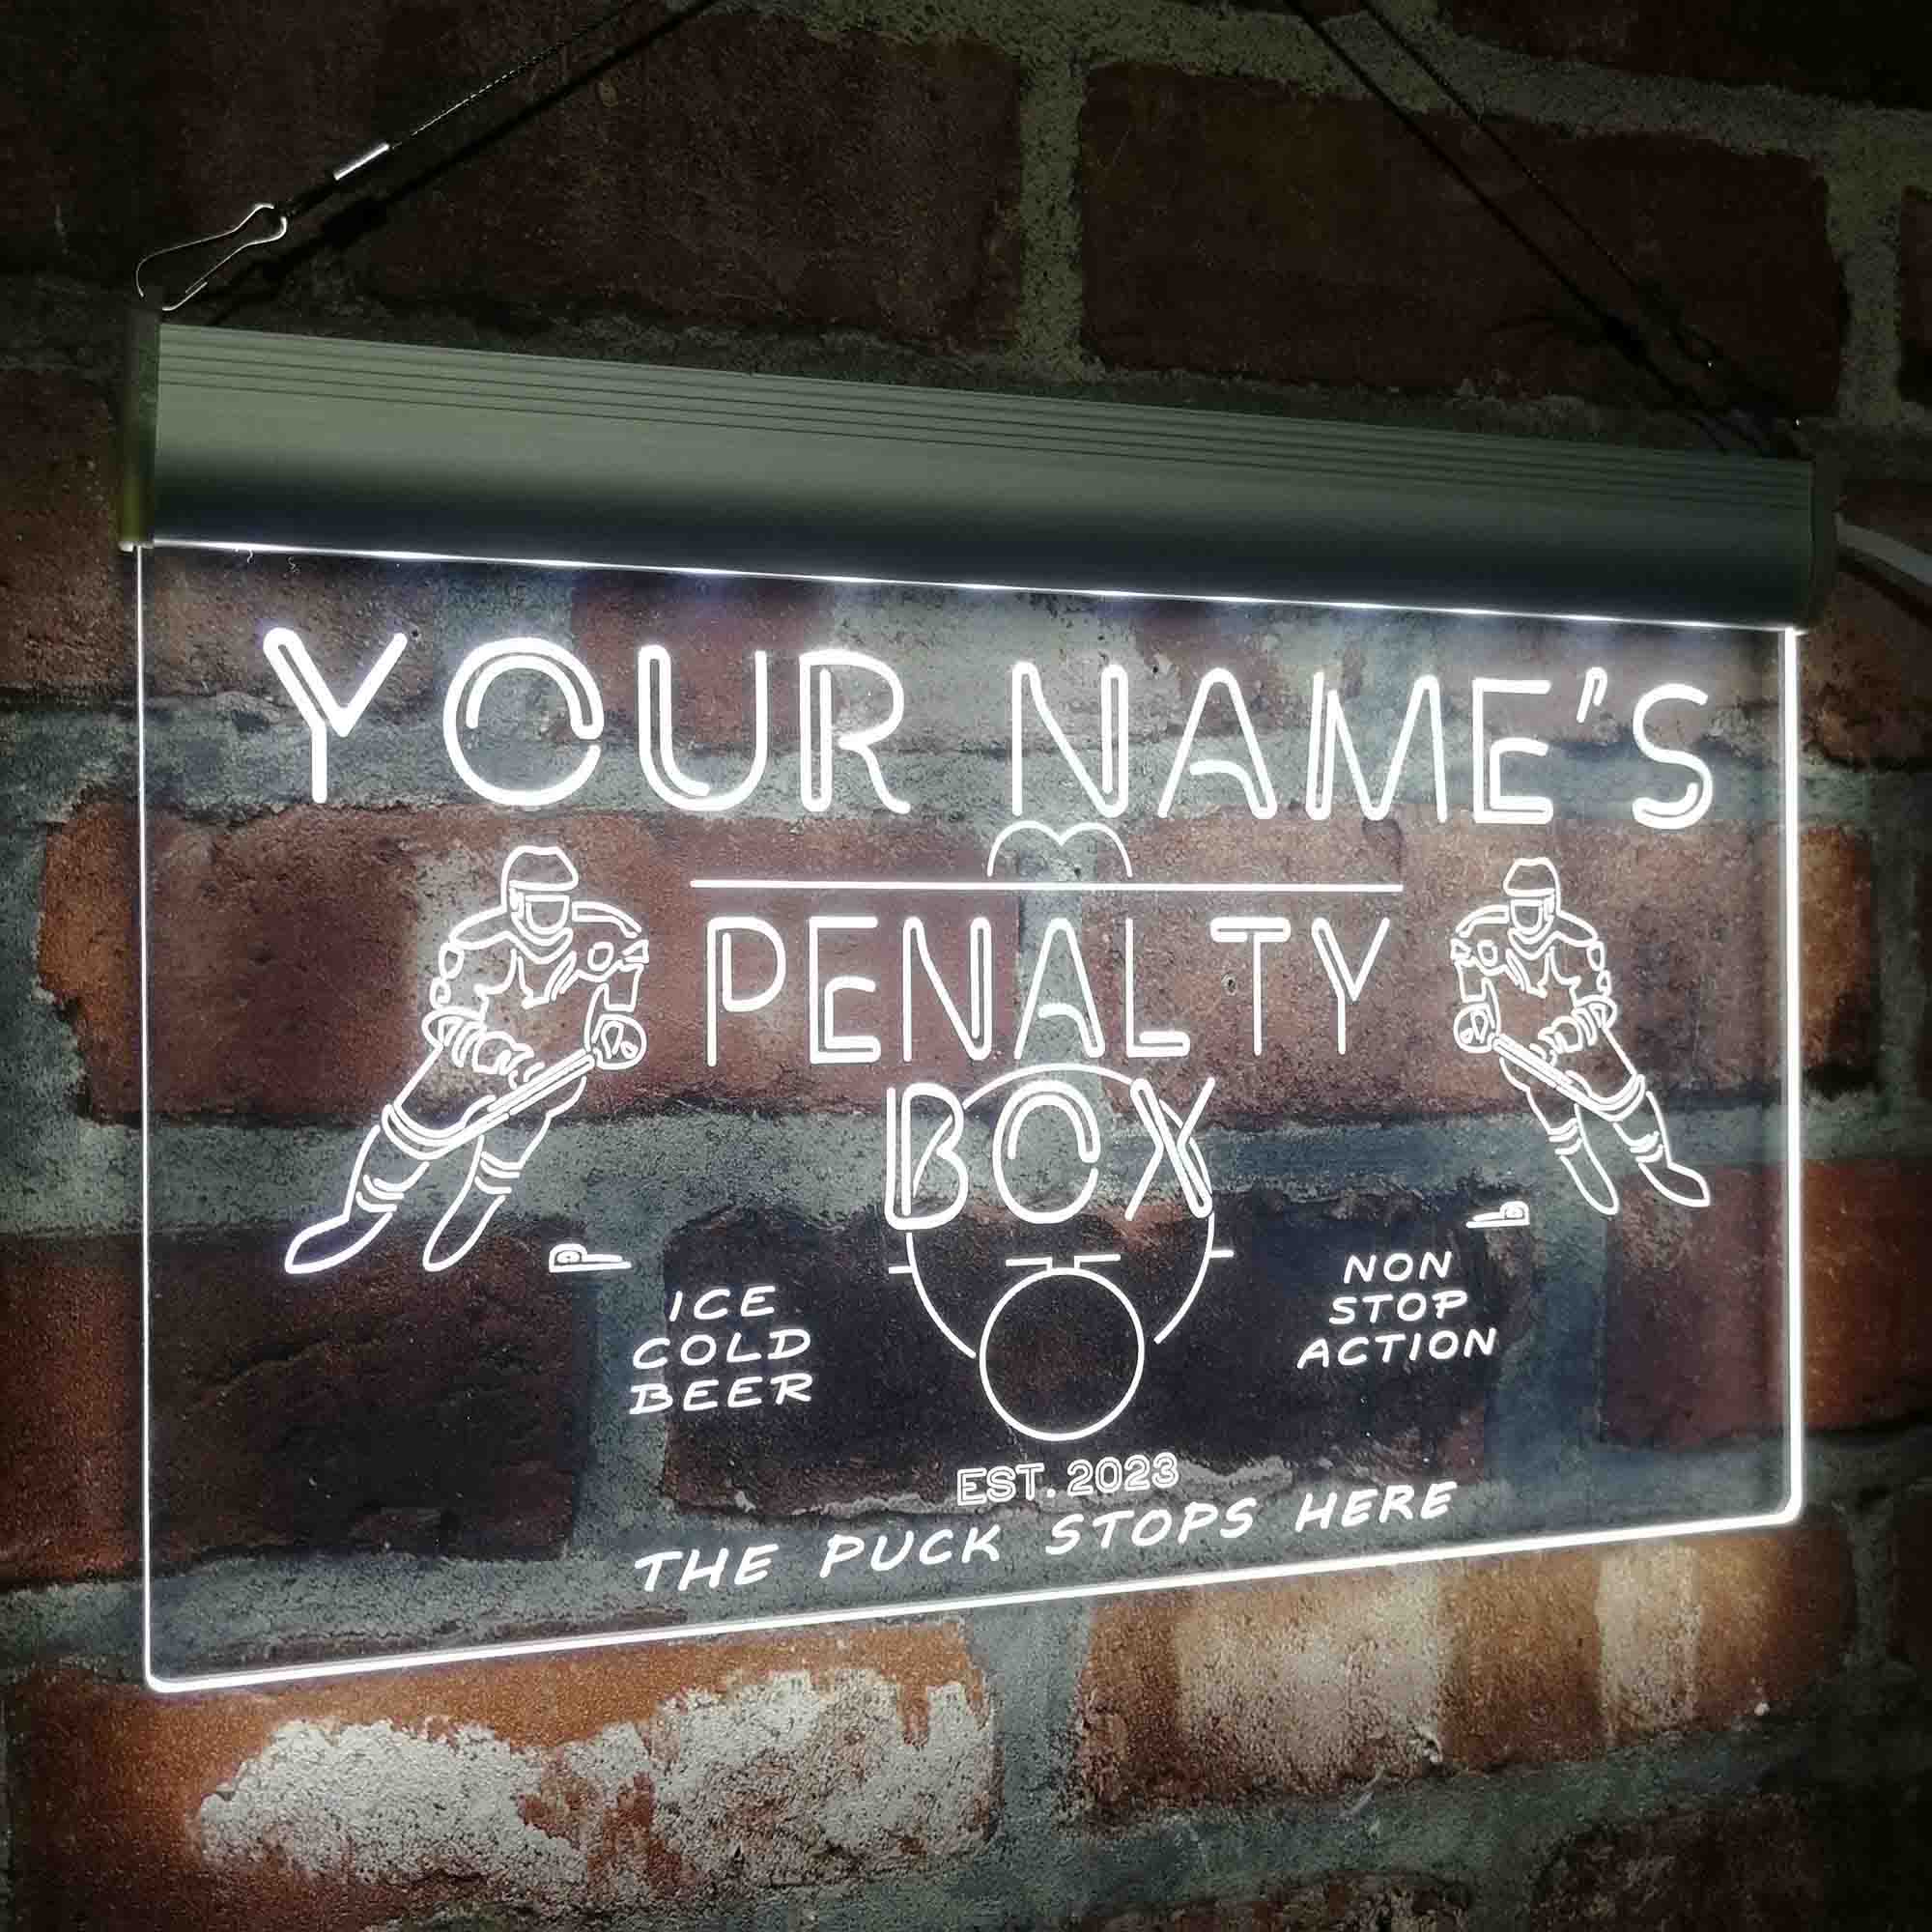 YOUR NAME'S
PENALTY
BOX
ICE
COLD
BEER
NON
STOP
ACTION
EST. 2023
THE PUCK STOPS HERE